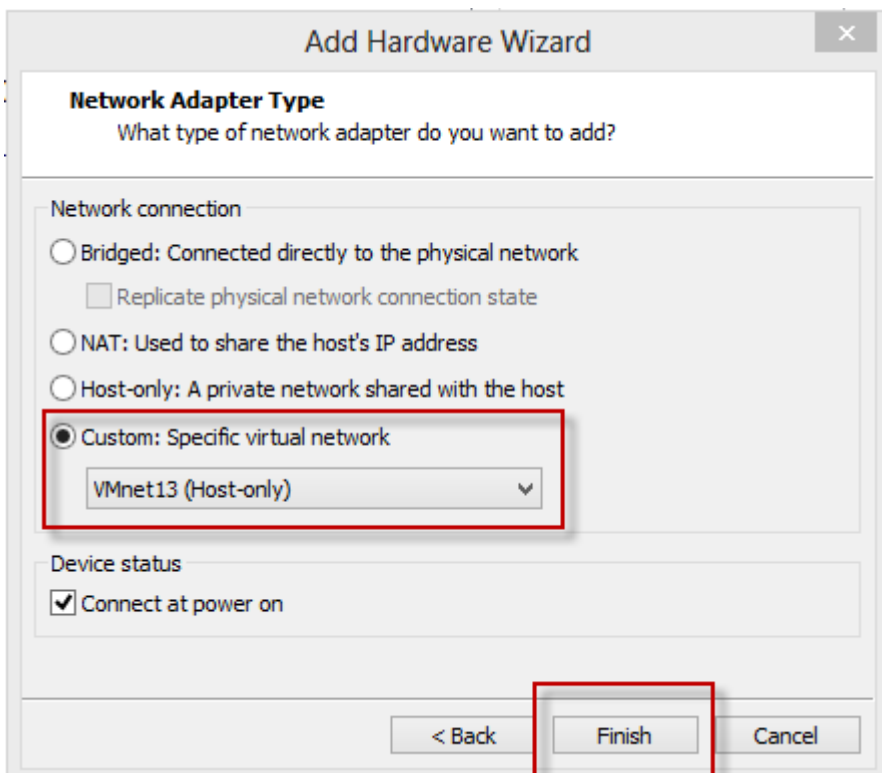 Add Hardware Wizard
Network Adapter Type
What type of network adapter do you want to add?
Network connection
Bridged: Connected directly to the physical network
Replicate physical network connection state
NAT: Used to share the host's IP address
Host-only: A private network shared with the host
Custom: Specific virtual network
VMnet13 (Host-only)
Device status
Connect at power on
< Back Finish Cancel